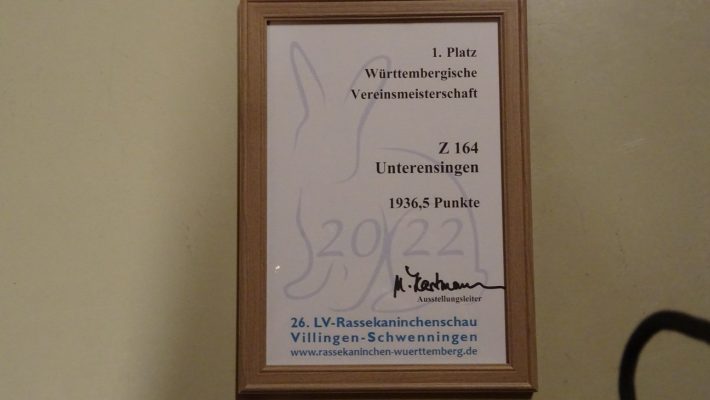 1. Platz
Württembergische
Vereinsmeisterschaft
Z 164
Unterensingen
1936,5 Punkte
2022
M. Hartmann
Ausstellungsleiter
26. LV-Rassekaninchenschau
Villingen-Schwenningen
www.rassekaninchen-wuerttemberg.de